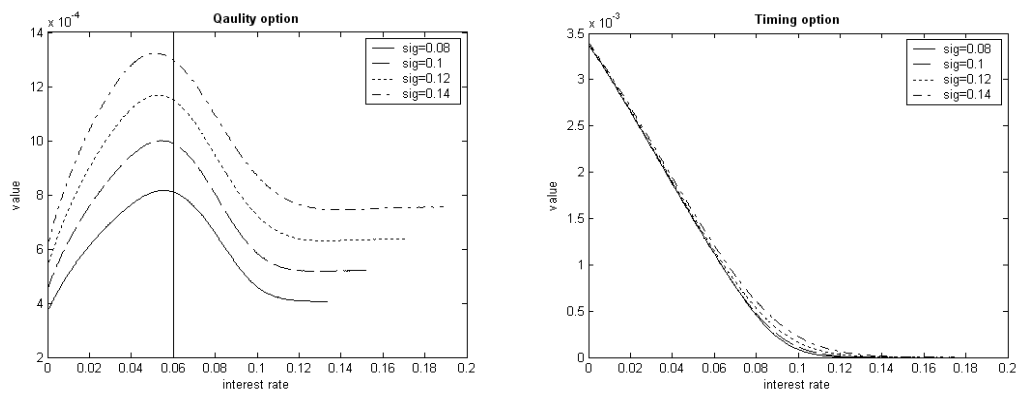 Qaulity option
x 10-4
14
12
10
8
6
4
2
value
0 0.02 0.04 0.06 0.08 0.1 0.12 0.14 0.16 0.18 0.2
interest rate
sig=0.08
sig=0.1
sig=0.12
sig=0.14
Timing option
x 10-3
3.5
3
2.5
2
1.5
1
0.5
0
value
0 0.02 0.04 0.06 0.08 0.1 0.12 0.14 0.16 0.18 0.2
interest rate
sig=0.08
sig=0.1
sig=0.12
sig=0.14